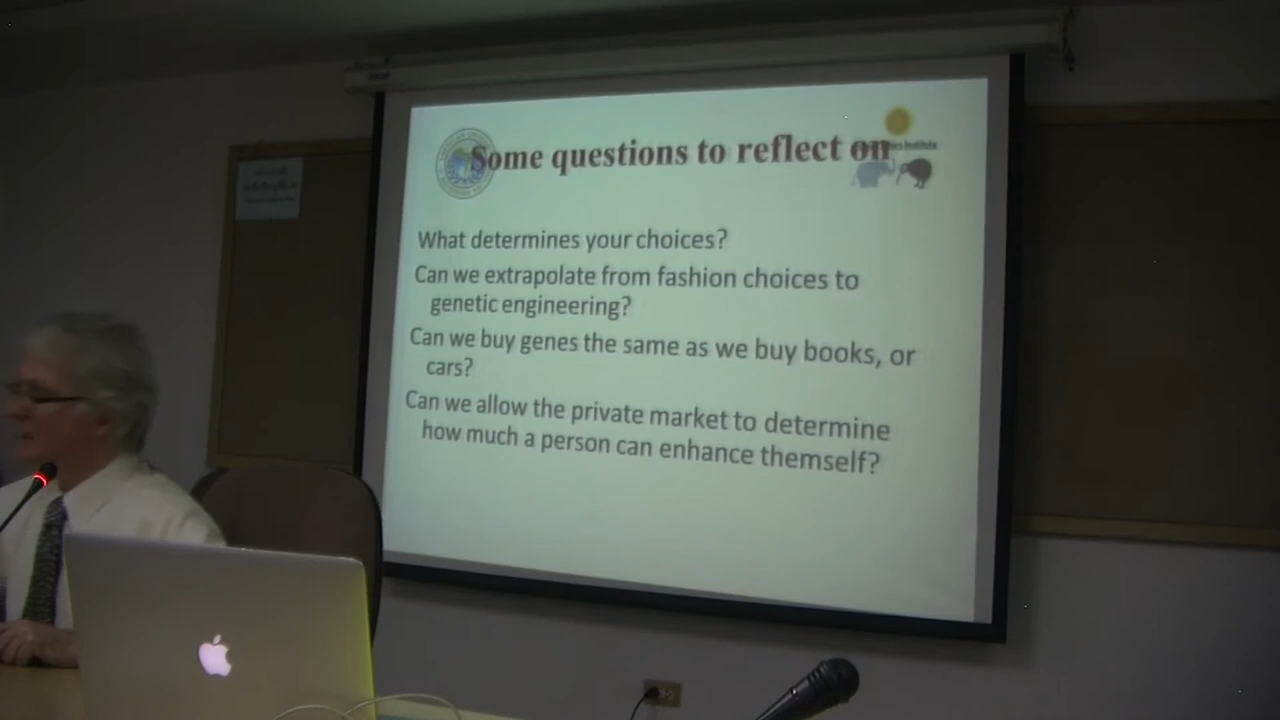 Some questions to reflect on
Institute
What determines your choices?
Can we extrapolate from fashion choices to
genetic engineering?
Can we buy genes the same as we buy books, or
cars?
Can we allow the private market to determine
how much a person can enhance themself?